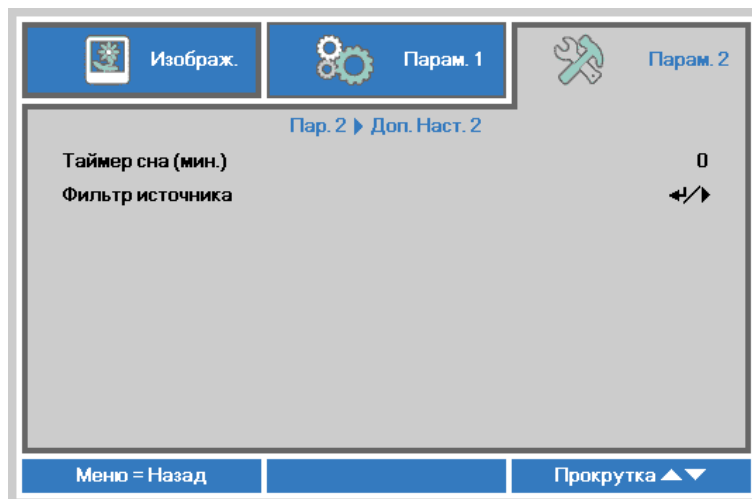 Изображ.
Парам. 1
Парам. 2
Пар. 2 Доп. Наст. 2
Таймер сна (мин.) 0
Фильтр источника
Меню = Назад
Прокрутка